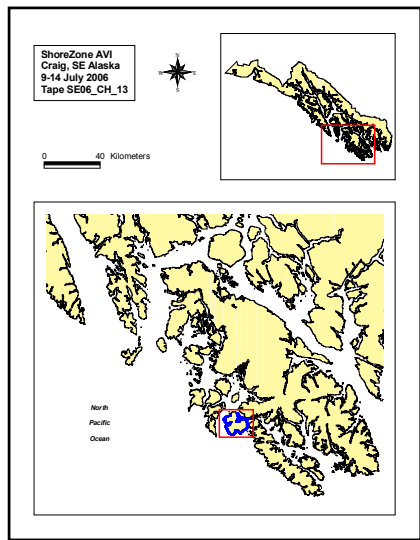 ShoreZone AVI
Craig, SE Alaska
9-14 July 2006
Tape SE06_CH_13
N
W E
S
0 40 Kilometers
North
Pacific
Ocean